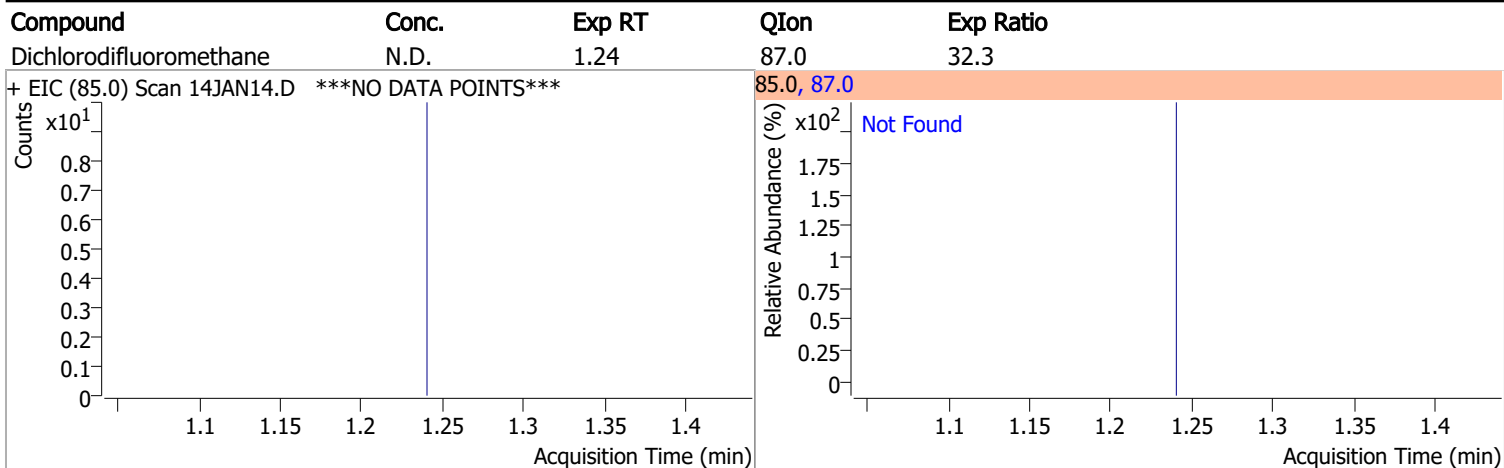 Compound Conc. Exp RT QIon Exp Ratio
Dichlorodifluoromethane N.D. 1.24 87.0 32.3
+ EIC (85.0) Scan 14JAN14.D ***NO DATA POINTS***
Counts
x10¹
0.8
0.7
0.6
0.5
0.4
0.3
0.2
0.1
0
1.1 1.15 1.2 1.25 1.3 1.35 1.4
Acquisition Time (min)
85.0, 87.0
Relative Abundance (%)
x10²
Not Found
1.75
1.5
1.25
1
0.75
0.5
0.25
0
1.1 1.15 1.2 1.25 1.3 1.35 1.4
Acquisition Time (min)